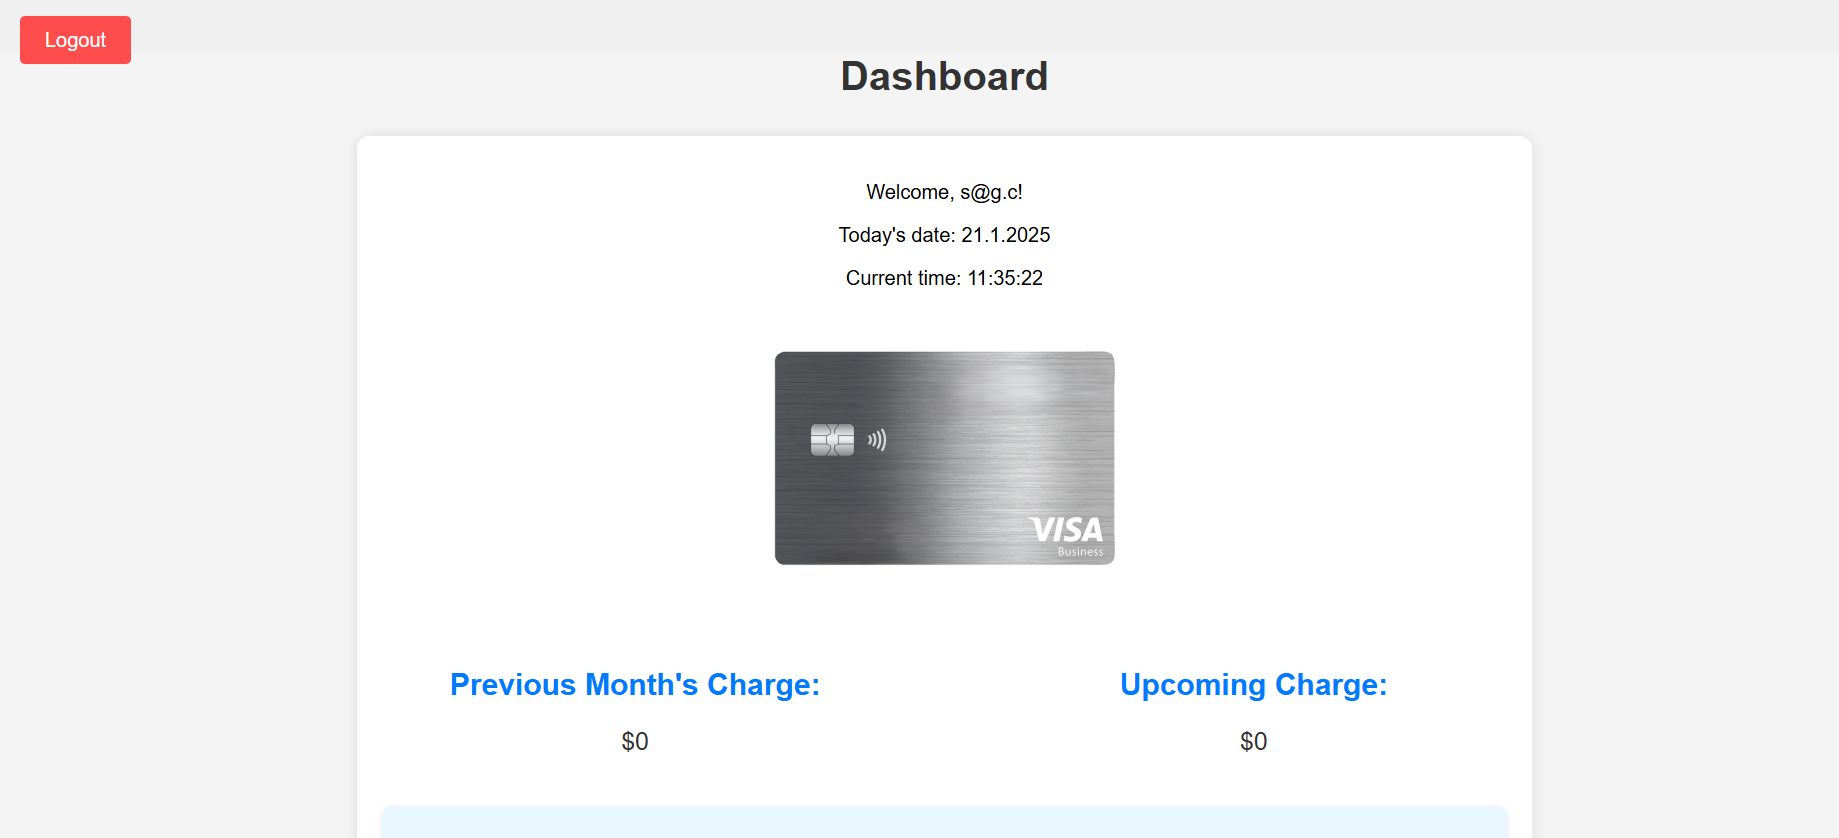 Logout
Dashboard
Welcome, s@g.c!
Today's date: 21.1.2025
Current time: 11:35:22
VISA
Business
Previous Month's Charge:
$0
Upcoming Charge:
$0